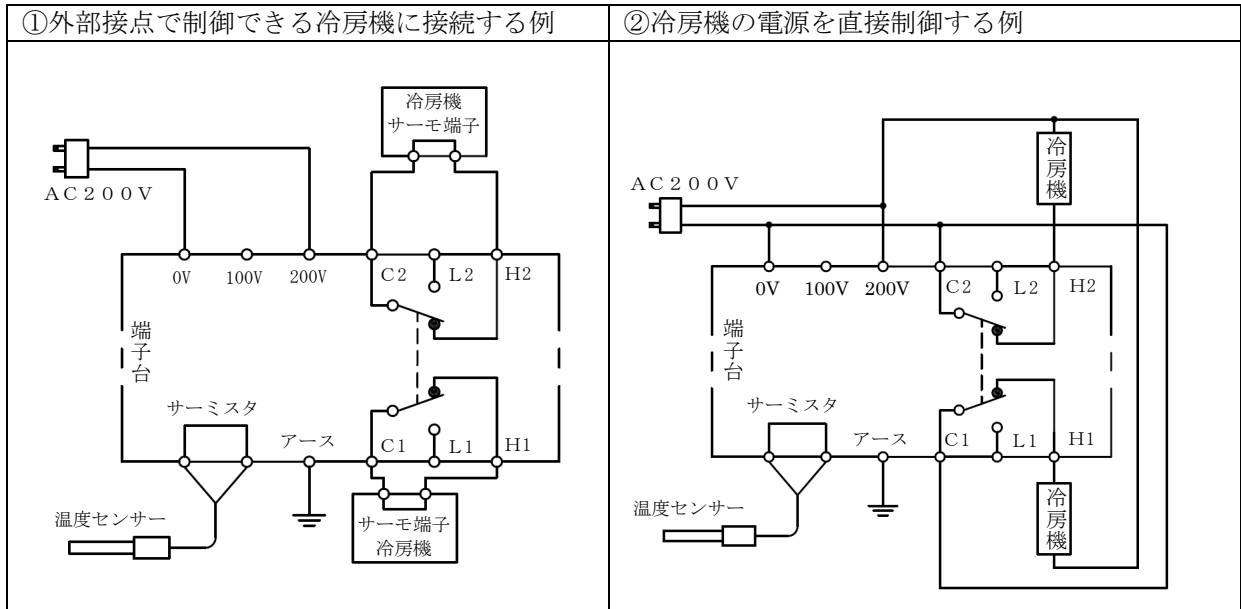 ①外部接点で制御できる冷房機に接続する例
冷房機
サーモ端子
AC200V
0V
100V
200V
C2
L2
H2
端子台
サーミスタ
アース
C1
L1
H1
温度センサー
サーモ端子
冷房機
②冷房機の電源を直接制御する例
冷房機
AC200V
0V
100V
200V
C2
L2
H2
端子台
サーミスタ
アース
C1
L1
H1
温度センサー
冷房機